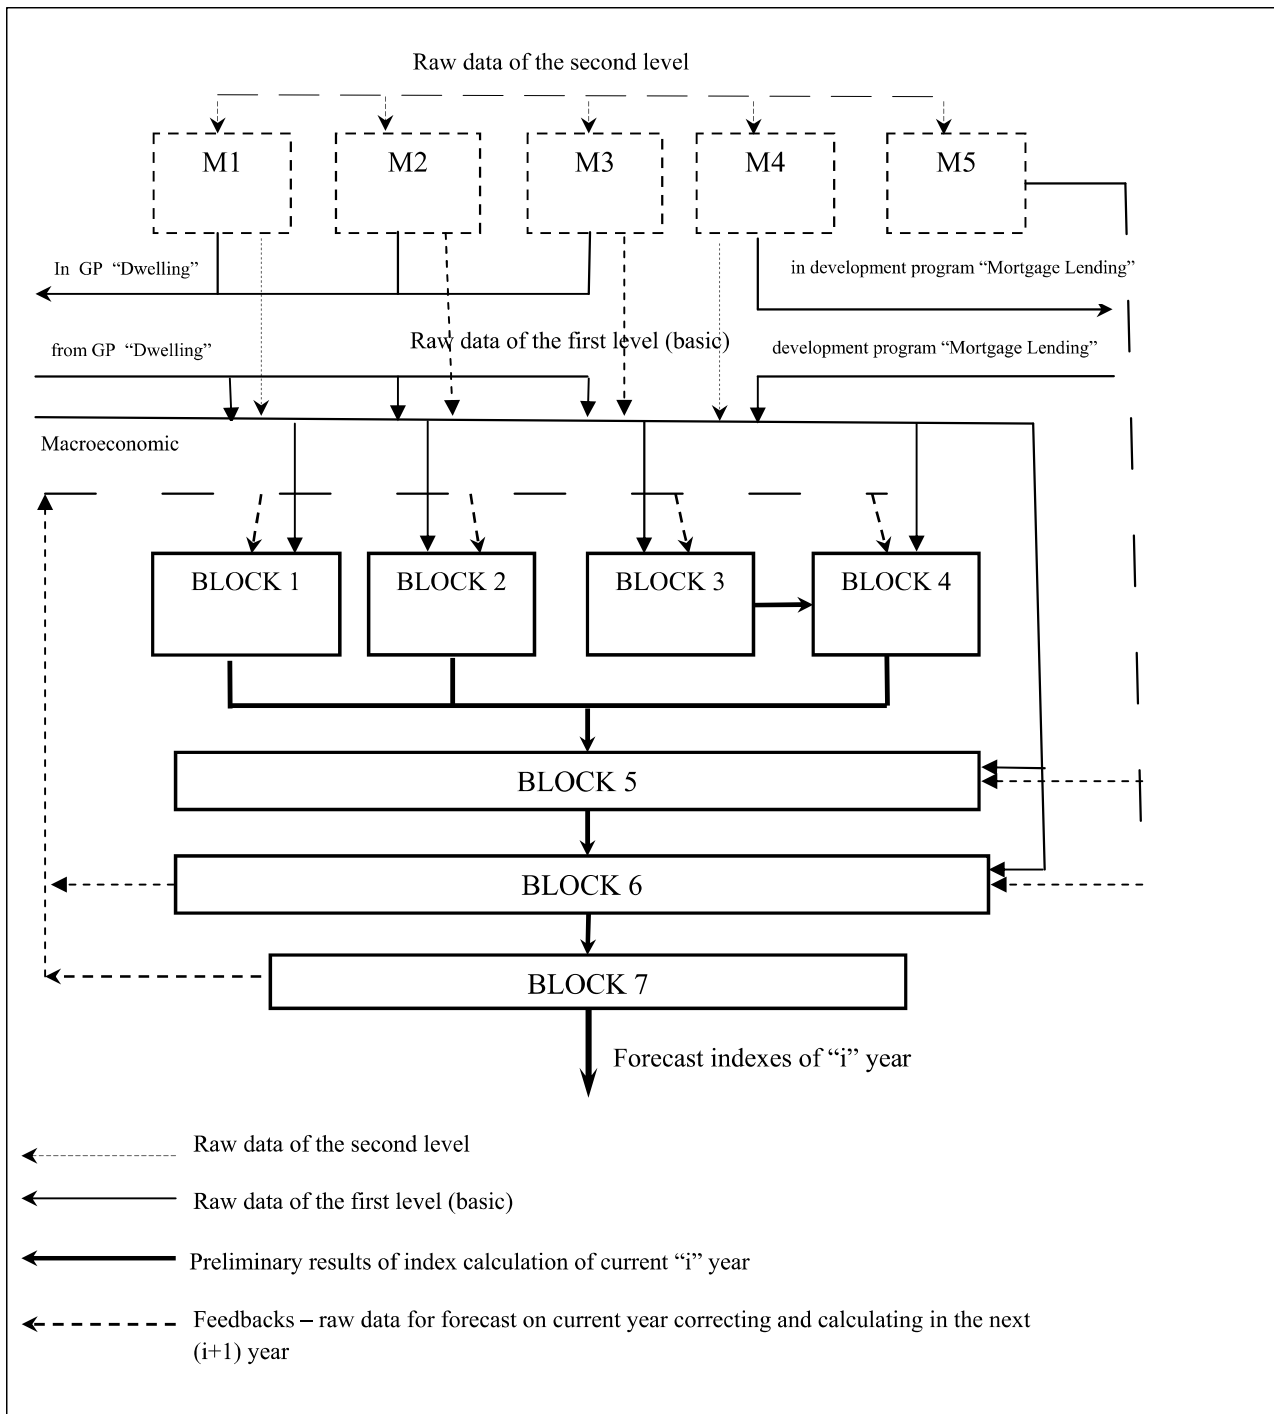 Raw data of the second level
M1
M2
M3
M4
M5
In GP “Dwelling”
in development program “Mortgage Lending”
Raw data of the first level (basic)
from GP “Dwelling”
development program “Mortgage Lending”
Macroeconomic
BLOCK 1
BLOCK 2
BLOCK 3
BLOCK 4
BLOCK 5
BLOCK 6
BLOCK 7
Forecast indexes of “i” year
Raw data of the second level
Raw data of the first level (basic)
Preliminary results of index calculation of current “i” year
Feedbacks – raw data for forecast on current year correcting and calculating in the next
(i+1) year